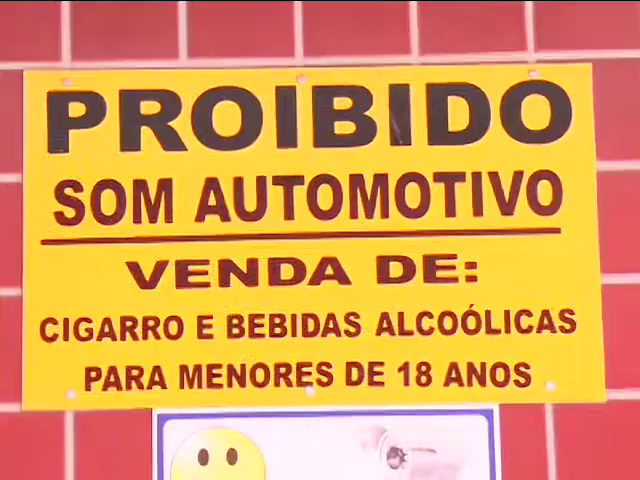 PROIBIDO
SOM AUTOMOTIVO
VENDA DE:
CIGARRO E BEBIDAS ALCOÓLICAS
PARA MENORES DE 18 ANOS